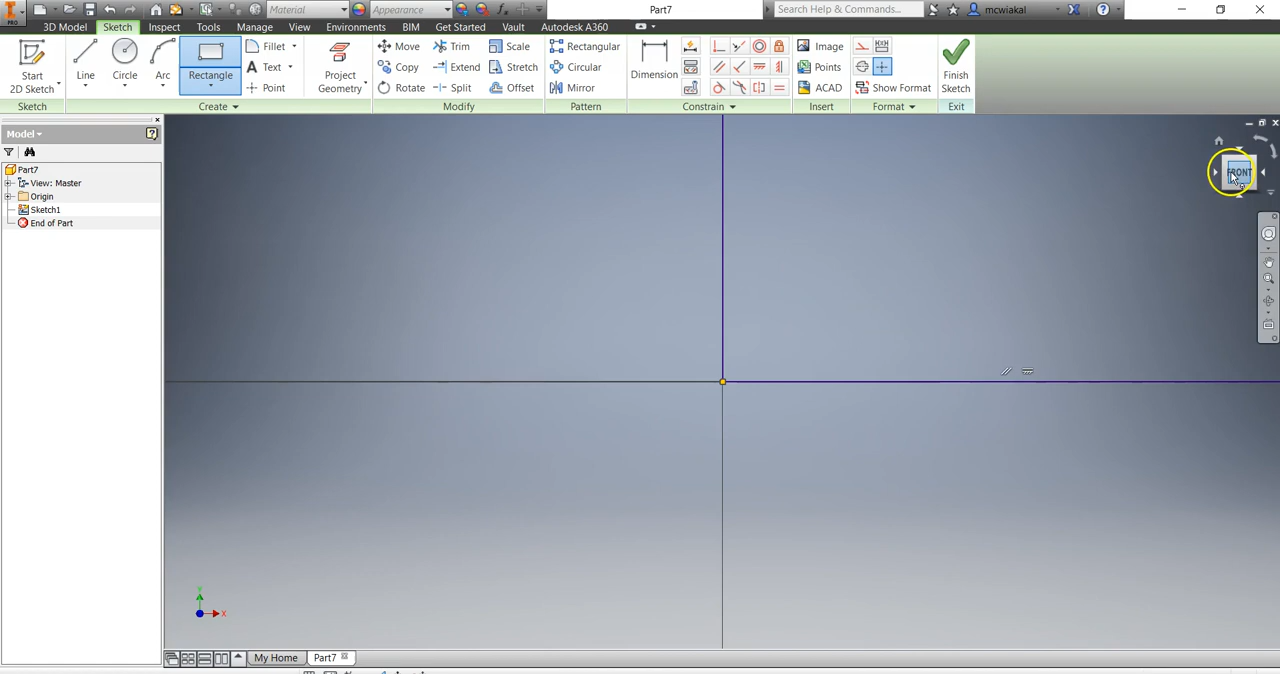 Material Appearance Part7 Search Help & Commands... mcwiakal
PRO 3D Model Sketch Inspect Tools Manage View Environments BIM Get Started Vault Autodesk A360
Start 2D Sketch Line Circle Arc Rectangle Fillet Text Point Project Geometry Move Copy Rotate Trim Extend Split Scale Stretch Offset Rectangular Circular Mirror Dimension Image Points ACAD Show Format Finish Sketch
Sketch Create Modify Pattern Constrain Insert Format Exit
Model
Part7
View: Master
Origin
Sketch1
End of Part
FRONT
Y
X
My Home Part7